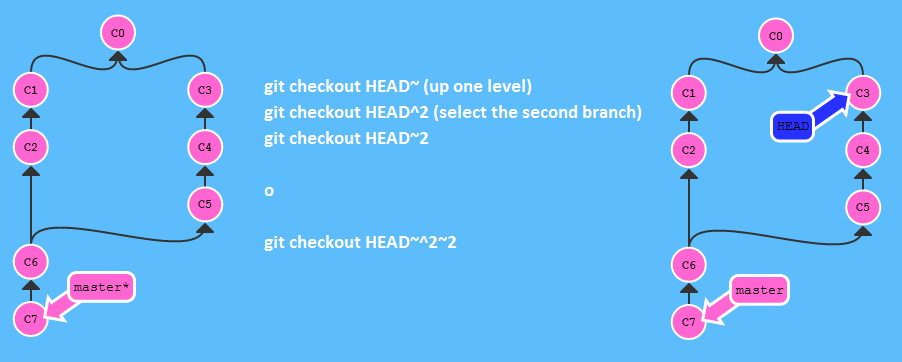 C0
C1
C3
C2
C4
C5
C6
master*
C7
git checkout HEAD~ (up one level)
git checkout HEAD^2 (select the second branch)
git checkout HEAD~2
o
git checkout HEAD~^2~2
C0
C1
C3
HEAD
C2
C4
C5
C6
master
C7